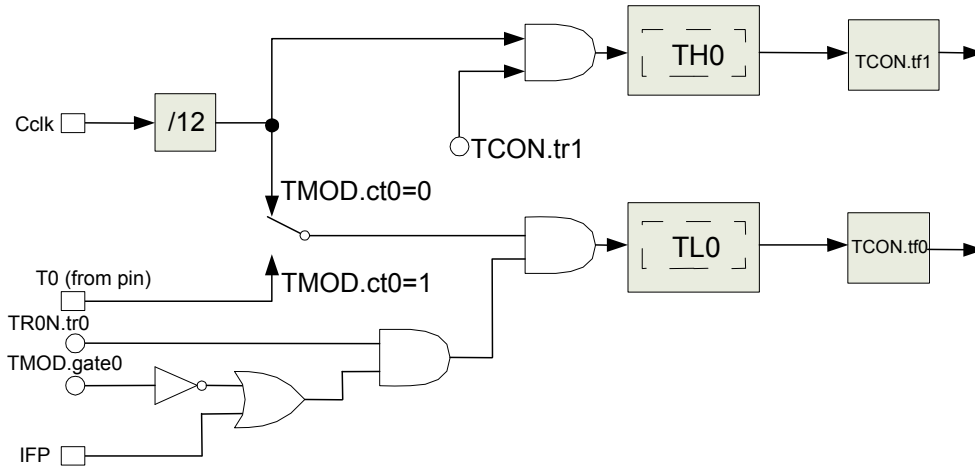 TH0
TCON.tf1
Cclk
/12
TCON.tr1
TMOD.ct0=0
TL0
TCON.tf0
T0 (from pin)
TMOD.ct0=1
TR0N.tr0
TMOD.gate0
IFP